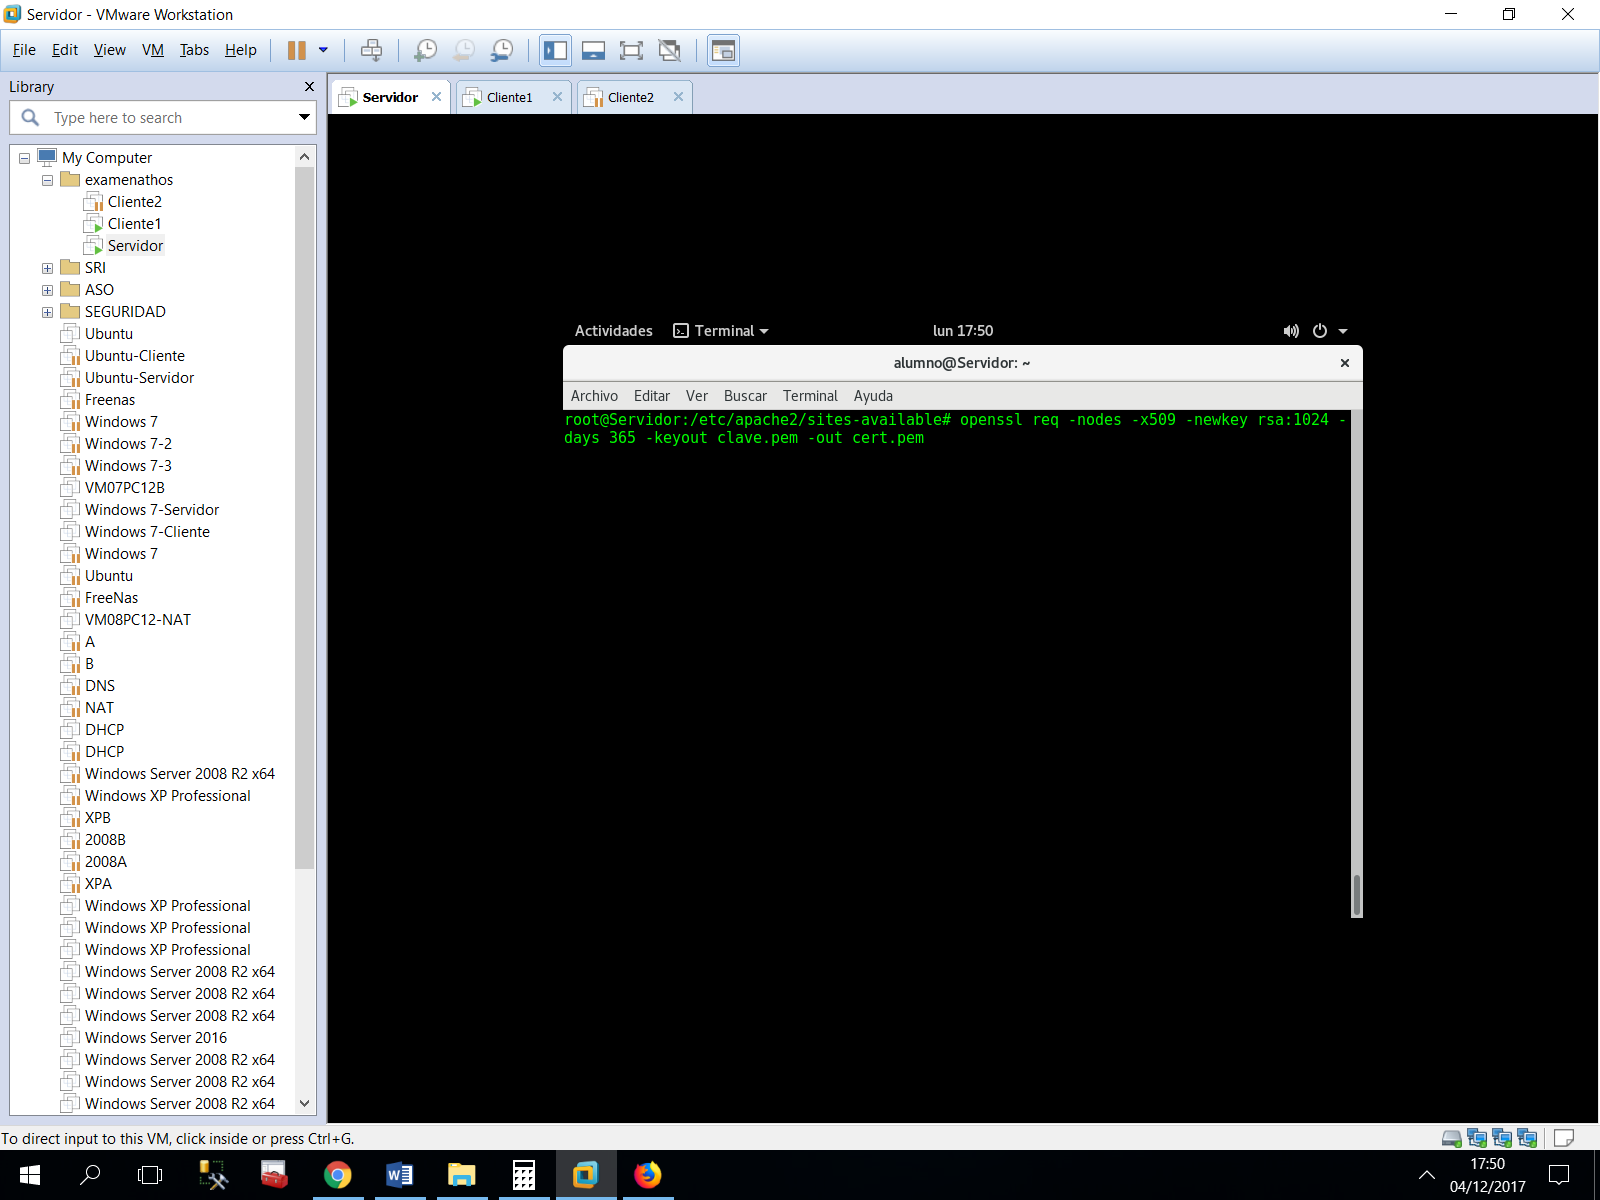 Servidor - VMware Workstation
File Edit View VM Tabs Help
Library
Type here to search
My Computer
examenathos
Cliente2
Cliente1
Servidor
SRI
ASO
SEGURIDAD
Ubuntu
Ubuntu-Cliente
Ubuntu-Servidor
Freenas
Windows 7
Windows 7-2
Windows 7-3
VM07PC12B
Windows 7-Servidor
Windows 7-Cliente
Windows 7
Ubuntu
FreeNas
VM08PC12-NAT
A
B
DNS
NAT
DHCP
DHCP
Windows Server 2008 R2 x64
Windows XP Professional
XPB
2008B
2008A
XPA
Windows XP Professional
Windows XP Professional
Windows XP Professional
Windows Server 2008 R2 x64
Windows Server 2008 R2 x64
Windows Server 2008 R2 x64
Windows Server 2016
Windows Server 2008 R2 x64
Windows Server 2008 R2 x64
Windows Server 2008 R2 x64
Servidor Cliente1 Cliente2
Actividades Terminal lun 17:50
alumno@Servidor: ~
Archivo Editar Ver Buscar Terminal Ayuda
root@Servidor:/etc/apache2/sites-available# openssl req -nodes -x509 -newkey rsa:1024 -
days 365 -keyout clave.pem -out cert.pem
To direct input to this VM, click inside or press Ctrl+G.
17:50
04/12/2017